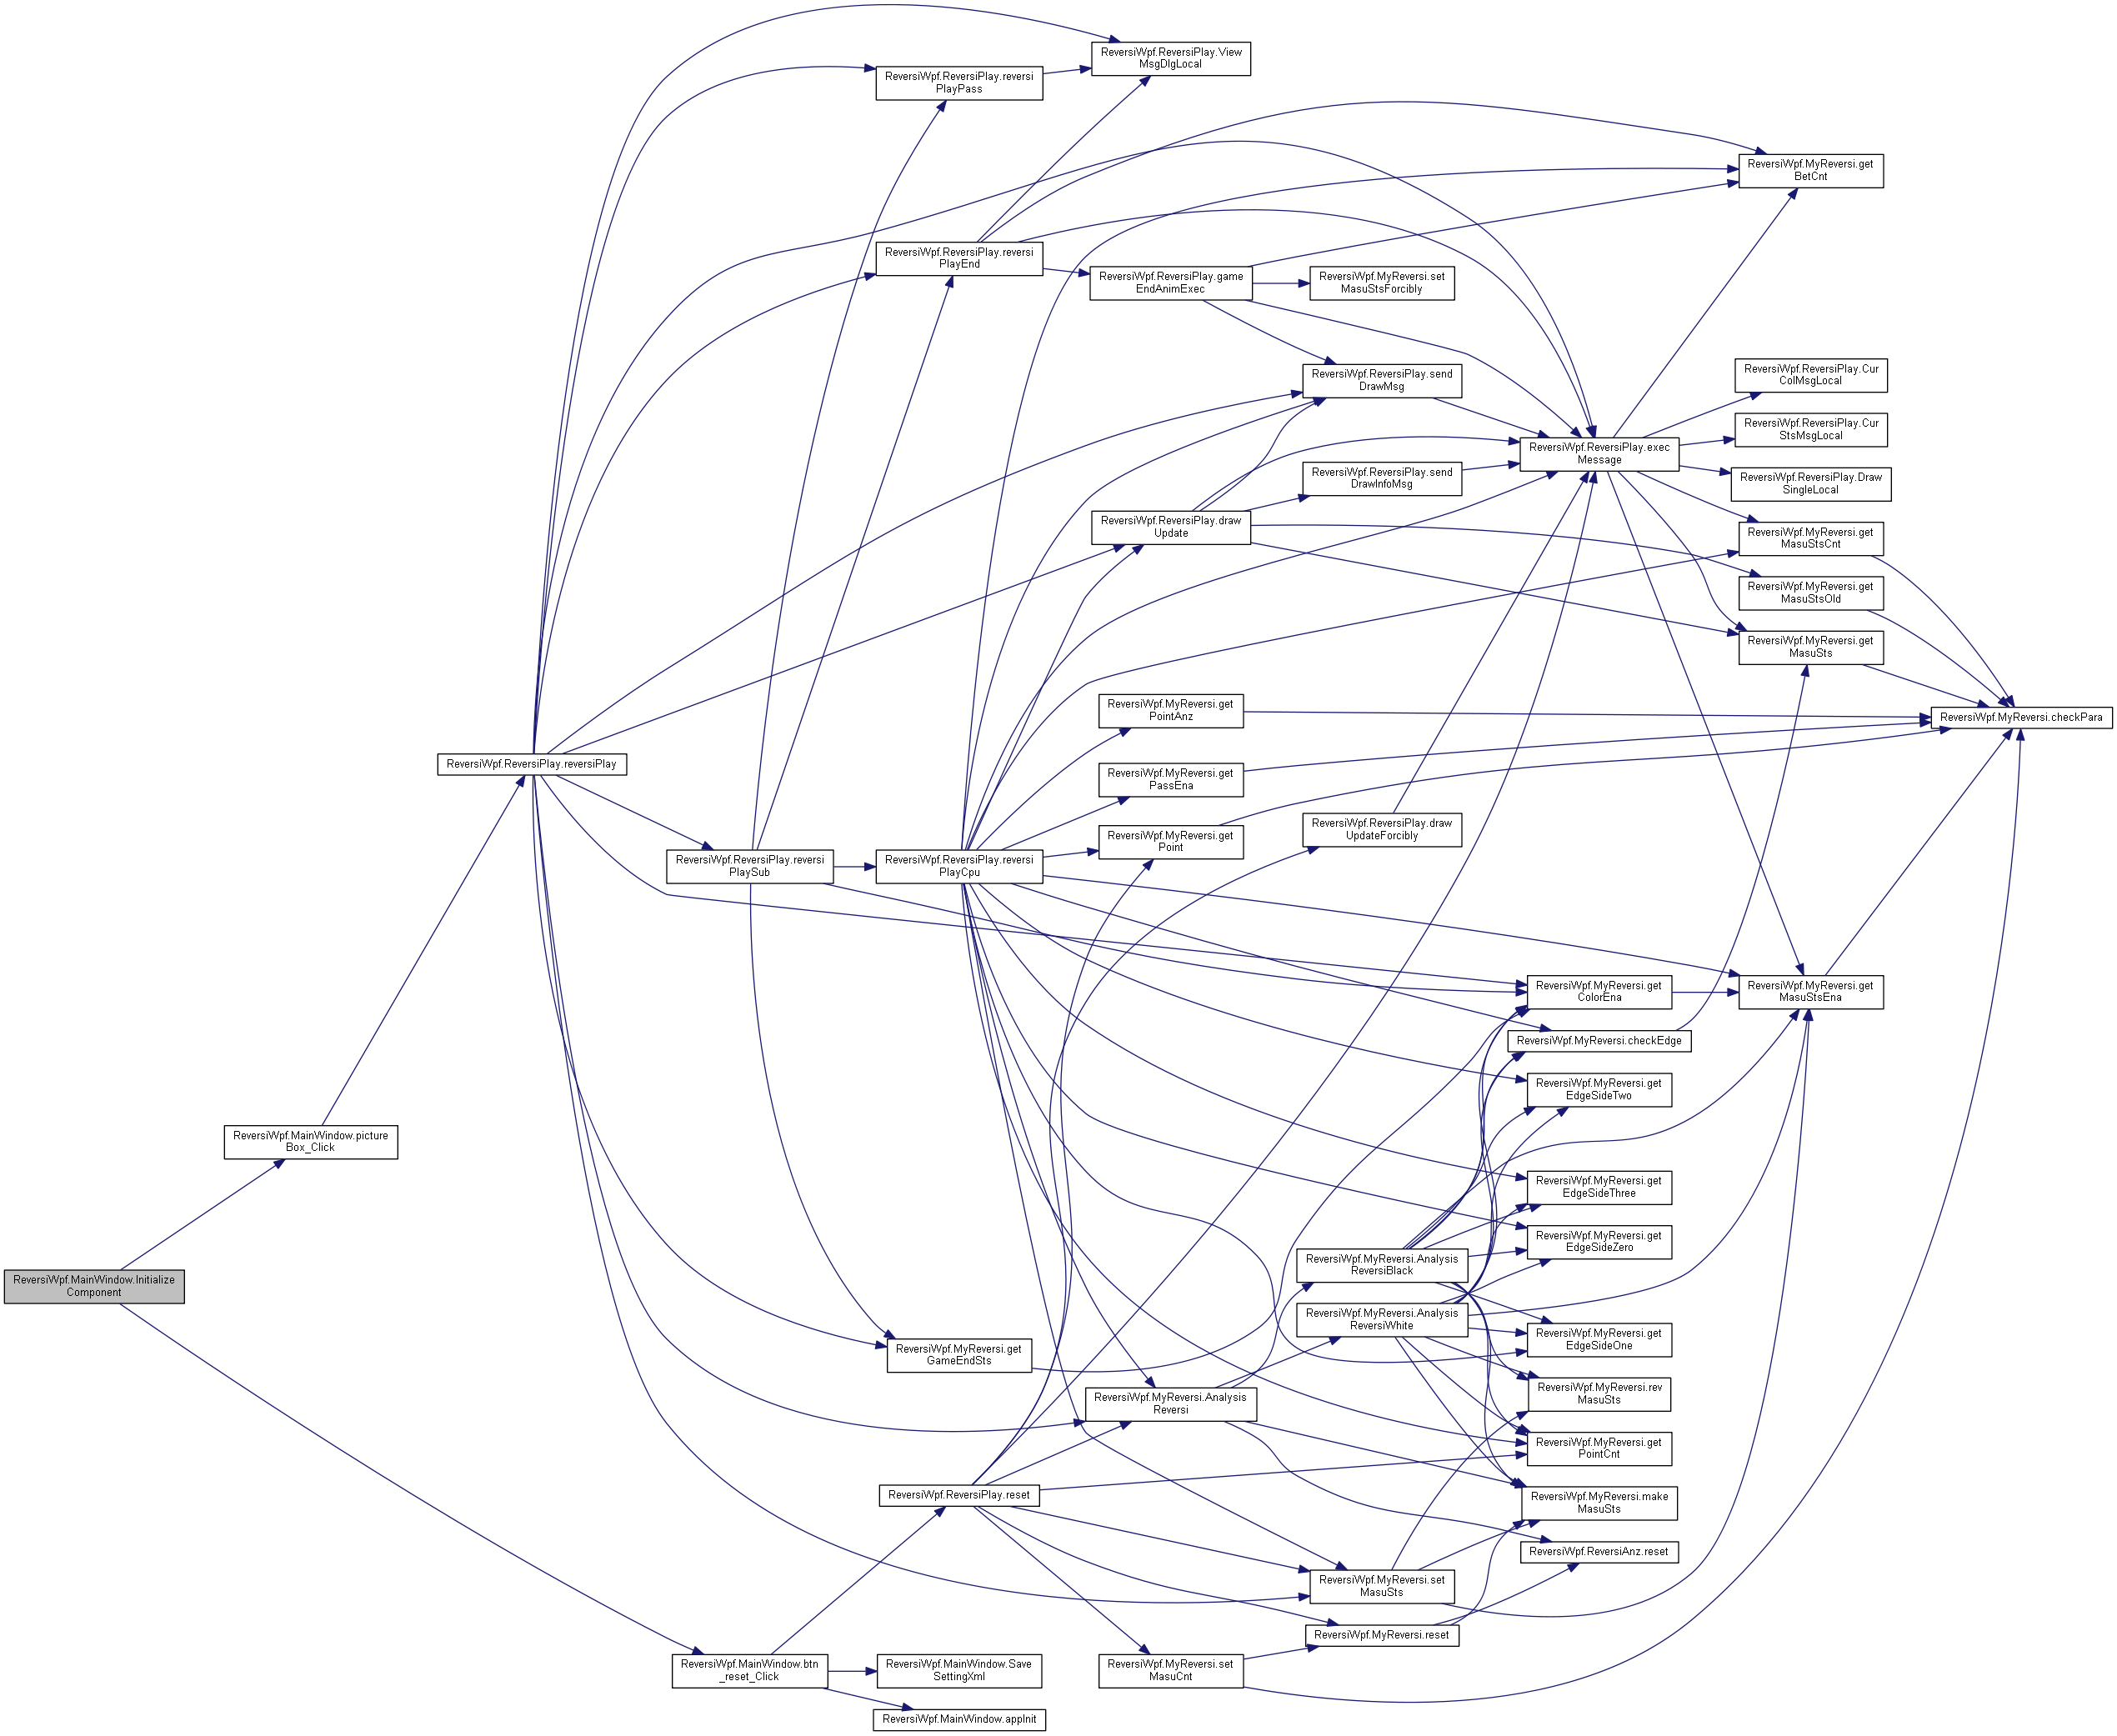 ReversiWpf.MainWindow.Initialize
Component
ReversiWpf.MainWindow.picture
Box_Click
ReversiWpf.ReversiPlay.reversiPlay
ReversiWpf.ReversiPlay.reversi
PlaySub
ReversiWpf.MainWindow.btn
_reset_Click
ReversiWpf.ReversiPlay.reversi
PlayPass
ReversiWpf.ReversiPlay.reversi
PlayEnd
ReversiWpf.ReversiPlay.reversi
PlayCpu
ReversiWpf.MyReversi.get
GameEndSts
ReversiWpf.ReversiPlay.reset
ReversiWpf.MainWindow.Save
SettingXml
ReversiWpf.MainWindow.appInit
ReversiWpf.ReversiPlay.View
MsgDlgLocal
ReversiWpf.ReversiPlay.game
EndAnimExec
ReversiWpf.ReversiPlay.draw
Update
ReversiWpf.MyReversi.get
PointAnz
ReversiWpf.MyReversi.get
PassEna
ReversiWpf.MyReversi.get
Point
ReversiWpf.MyReversi.Analysis
Reversi
ReversiWpf.MyReversi.set
MasuCnt
ReversiWpf.MyReversi.set
MasuStsForcibly
ReversiWpf.ReversiPlay.send
DrawMsg
ReversiWpf.ReversiPlay.send
DrawInfoMsg
ReversiWpf.ReversiPlay.draw
UpdateForcibly
ReversiWpf.MyReversi.Analysis
ReversiBlack
ReversiWpf.MyReversi.Analysis
ReversiWhite
ReversiWpf.MyReversi.set
MasuSts
ReversiWpf.MyReversi.reset
ReversiWpf.ReversiPlay.exec
Message
ReversiWpf.MyReversi.get
ColorEna
ReversiWpf.MyReversi.checkEdge
ReversiWpf.MyReversi.get
EdgeSideTwo
ReversiWpf.MyReversi.get
EdgeSideThree
ReversiWpf.MyReversi.get
EdgeSideZero
ReversiWpf.MyReversi.get
EdgeSideOne
ReversiWpf.MyReversi.rev
MasuSts
ReversiWpf.MyReversi.get
PointCnt
ReversiWpf.MyReversi.make
MasuSts
ReversiWpf.ReversiAnz.reset
ReversiWpf.MyReversi.get
BetCnt
ReversiWpf.ReversiPlay.Cur
ColMsgLocal
ReversiWpf.ReversiPlay.Cur
StsMsgLocal
ReversiWpf.ReversiPlay.Draw
SingleLocal
ReversiWpf.MyReversi.get
MasuStsCnt
ReversiWpf.MyReversi.get
MasuStsOld
ReversiWpf.MyReversi.get
MasuSts
ReversiWpf.MyReversi.get
MasuStsEna
ReversiWpf.MyReversi.checkPara